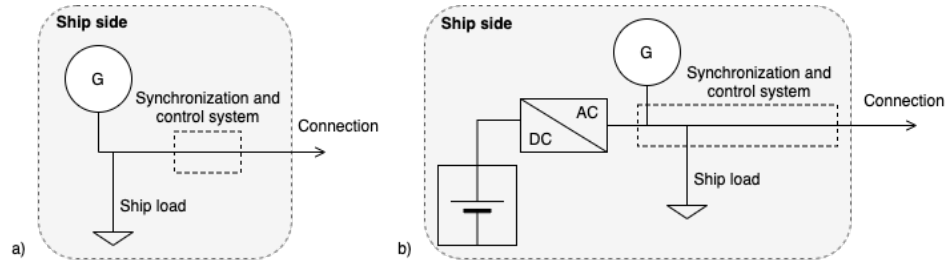 Ship side
G
Synchronization and
control system
Connection
Ship load
a)
Ship side
G
Synchronization and
control system
Connection
AC
DC
Ship load
b)